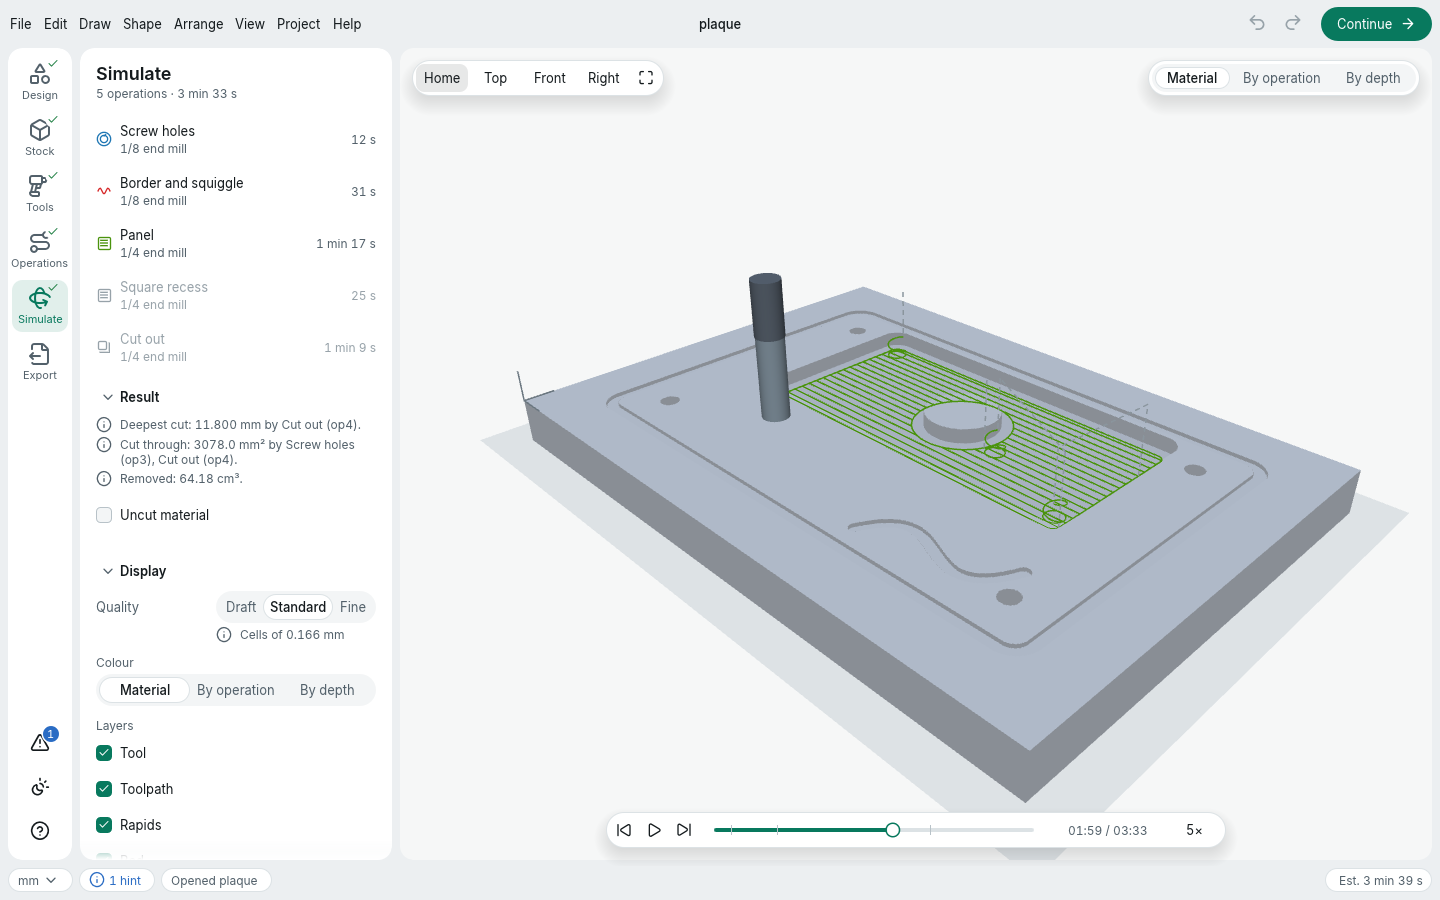 File Edit Draw Shape Arrange View Project Help
plaque
Continue
Design
Stock
Tools
Operations
Simulate
Export
1
Simulate
5 operations · 3 min 33 s
Screw holes
1/8 end mill
12 s
Border and squiggle
1/8 end mill
31 s
Panel
1/4 end mill
1 min 17 s
Square recess
1/4 end mill
25 s
Cut out
1/4 end mill
1 min 9 s
Result
Deepest cut: 11.800 mm by Cut out (op4).
Cut through: 3078.0 mm² by Screw holes
(op3), Cut out (op4).
Removed: 64.18 cm³.
Uncut material
Display
Quality
Draft Standard Fine
Cells of 0.166 mm
Colour
Material By operation By depth
Layers
Tool
Toolpath
Rapids
Home Top Front Right
Material By operation By depth
01:59 / 03:33
5×
mm
1 hint
Opened plaque
Est. 3 min 39 s